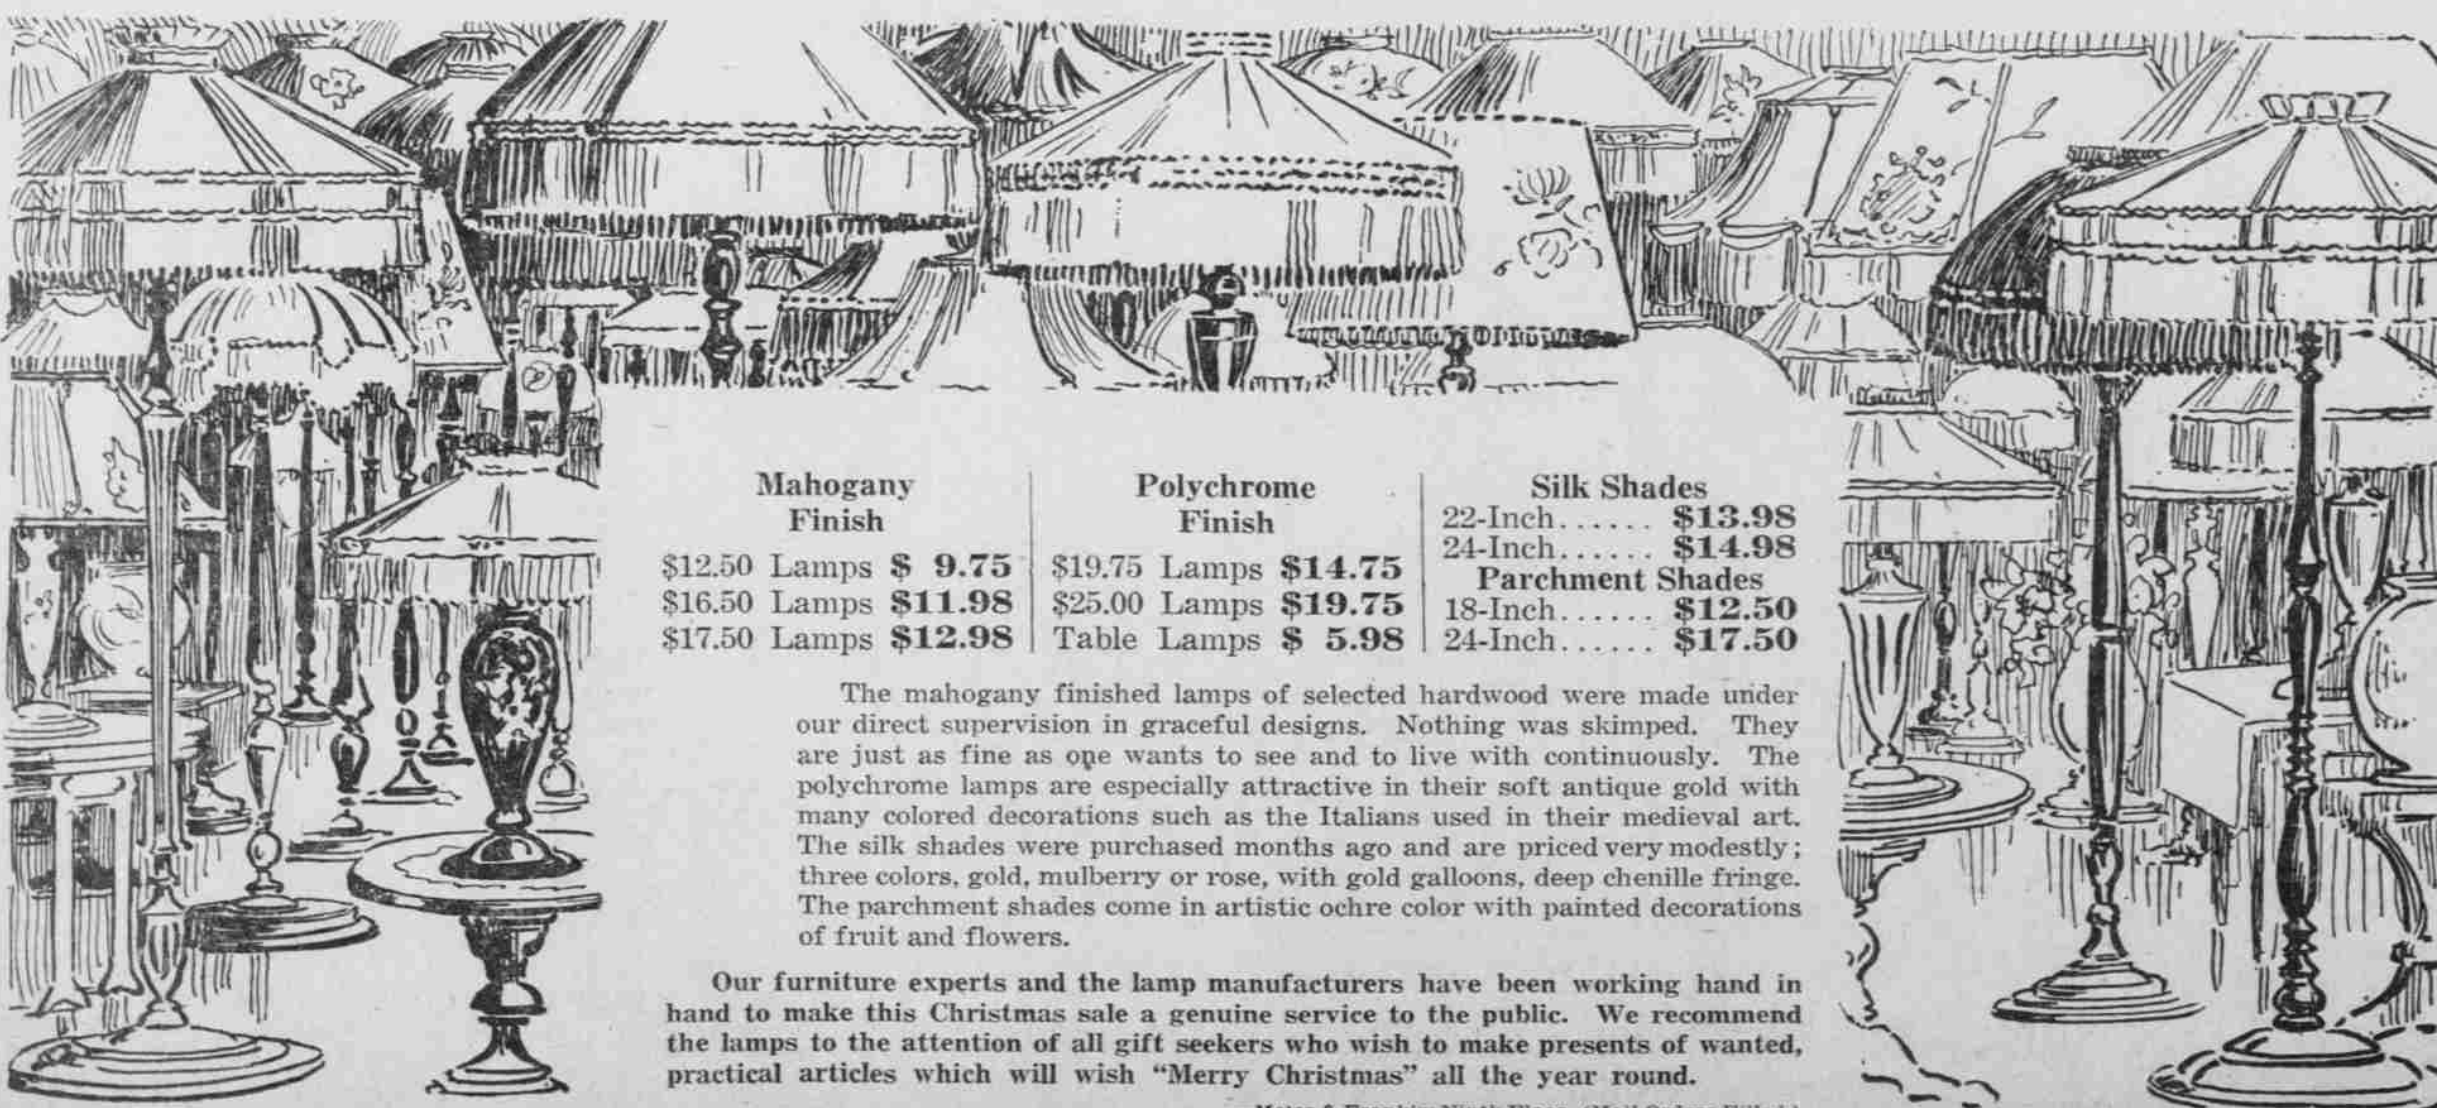 Mahogany
Finish
$12.50 Lamps $ 9.75
$16.50 Lamps $11.98
$17.50 Lamps $12.98
Polychrome
Finish
$19.75 Lamps $14.75
$25.00 Lamps $19.75
Table Lamps $ 5.98
Silk Shades
22-Inch...... $13.98
24-Inch...... $14.98
Parchment Shades
18-Inch...... $12.50
24-Inch...... $17.50
The mahogany finished lamps of selected hardwood were made under
our direct supervision in graceful designs. Nothing was skimped. They
are just as fine as one wants to see and to live with continuously. The
polychrome lamps are especially attractive in their soft antique gold with
many colored decorations such as the Italians used in their medieval art.
The silk shades were purchased months ago and are priced very modestly;
three colors, gold, mulberry or rose, with gold galloons, deep chenille fringe.
The parchment shades come in artistic ochre color with painted decorations
of fruit and flowers.
Our furniture experts and the lamp manufacturers have been working hand in
hand to make this Christmas sale a genuine service to the public. We recommend
the lamps to the attention of all gift seekers who wish to make presents of wanted,
practical articles which will wish "Merry Christmas" all the year round.